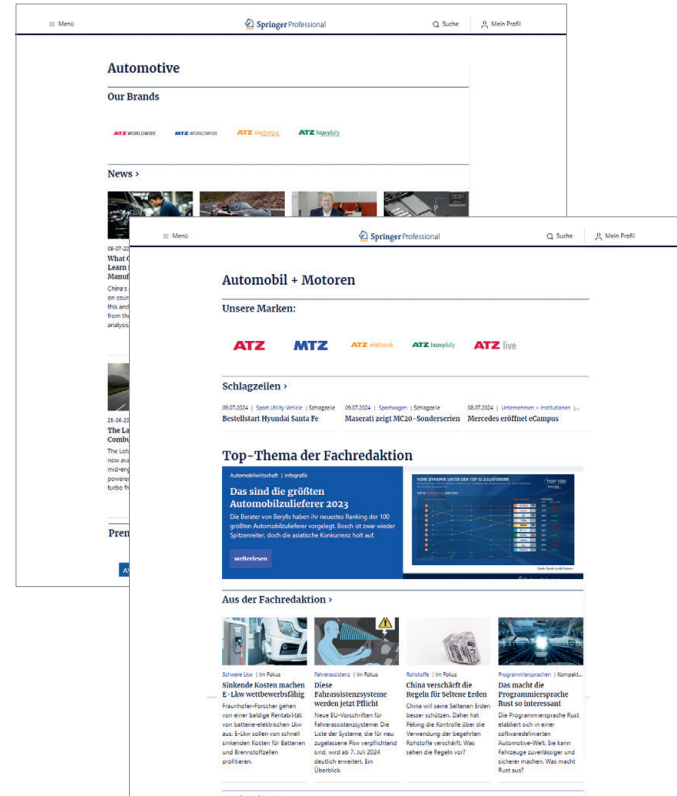 Menü
Springer Professional
Suche
Mein Profil
Automotive
Our Brands
ATZ WORLDWIDE
MTZ WORLDWIDE
ATZ electronics
ATZ heavyduty
News >
What
Learn
Manuf
China's
on coun
this and
from the
analysis.
The
Combu
The
now ava
mid-eng
powere
turbo
Menü
Springer Professional
Suche
Mein Profil
Automobil + Motoren
Unsere Marken:
ATZ
MTZ
ATZ elektronik
ATZ heavyduty
ATZ live
Schlagzeilen >
09.07.2024 | Sport Utility Vehicle | Schlagzeile
Bestellstart Hyundai Santa Fe
09.07.2024 | Sportwagen | Schlagzeile
Maserati zeigt MC20-Sonderserien
08.07.2024 | Unternehmen + Institutionen |...
Mercedes eröffnet eCampus
Top-Thema der Fachredaktion
Automobilwirtschaft | Infografik
Das sind die größten
Automobilzulieferer 2023
Die Berater von Berylls haben ihr neuestes Ranking der 100
größten Automobilzulieferer vorgelegt. Bosch ist zwar wieder
Spitzenreiter, doch die asiatische Konkurrenz holt auf.
weiterlesen
HOHE DYNAMIK UNTER DEN TOP 10 ZULIEFERERN
TOP 100
Aus der Fachredaktion >
Schwere Lkw | Im Fokus
Sinkende Kosten machen
E-Lkw wettbewerbsfähig
Fraunhofer-Forscher gehen
von einer baldige Rentabilität
von batterie-elektrischen Lkw
aus. E-Lkw sollen von schnell
sinkenden Kosten für Batterien
und Brennstoffzellen
profitieren.
Fahrerassistenz | Im Fokus
Diese
Fahrassistenzsysteme
werden jetzt Pflicht
Neue EU-Vorschriften für
Fahrerassistenzsysteme: Die
Liste der Systeme, die für neu
zugelassene Pkw verpflichtend
sind, wird ab 7. Juli 2024
deutlich erweitert. Ein
Überblick.
Rohstoffe | Im Fokus
China verschärft die
Regeln für Seltene Erden
China will seine Seltenen Erden
besser schützen. Daher hat
Peking die Kontrolle über die
Verwendung der begehrten
Rohstoffe verschärft. Was
sehen die Regeln vor?
Programmiersprachen | Kompakt...
Das macht die
Programmiersprache
Rust so interessant
Die Programmiersprache Rust
etabliert sich in einer
softwaredefinierten
Automotive-Welt. Sie kann
Fahrzeuge zuverlässiger und
sicherer machen. Was macht
Rust aus?